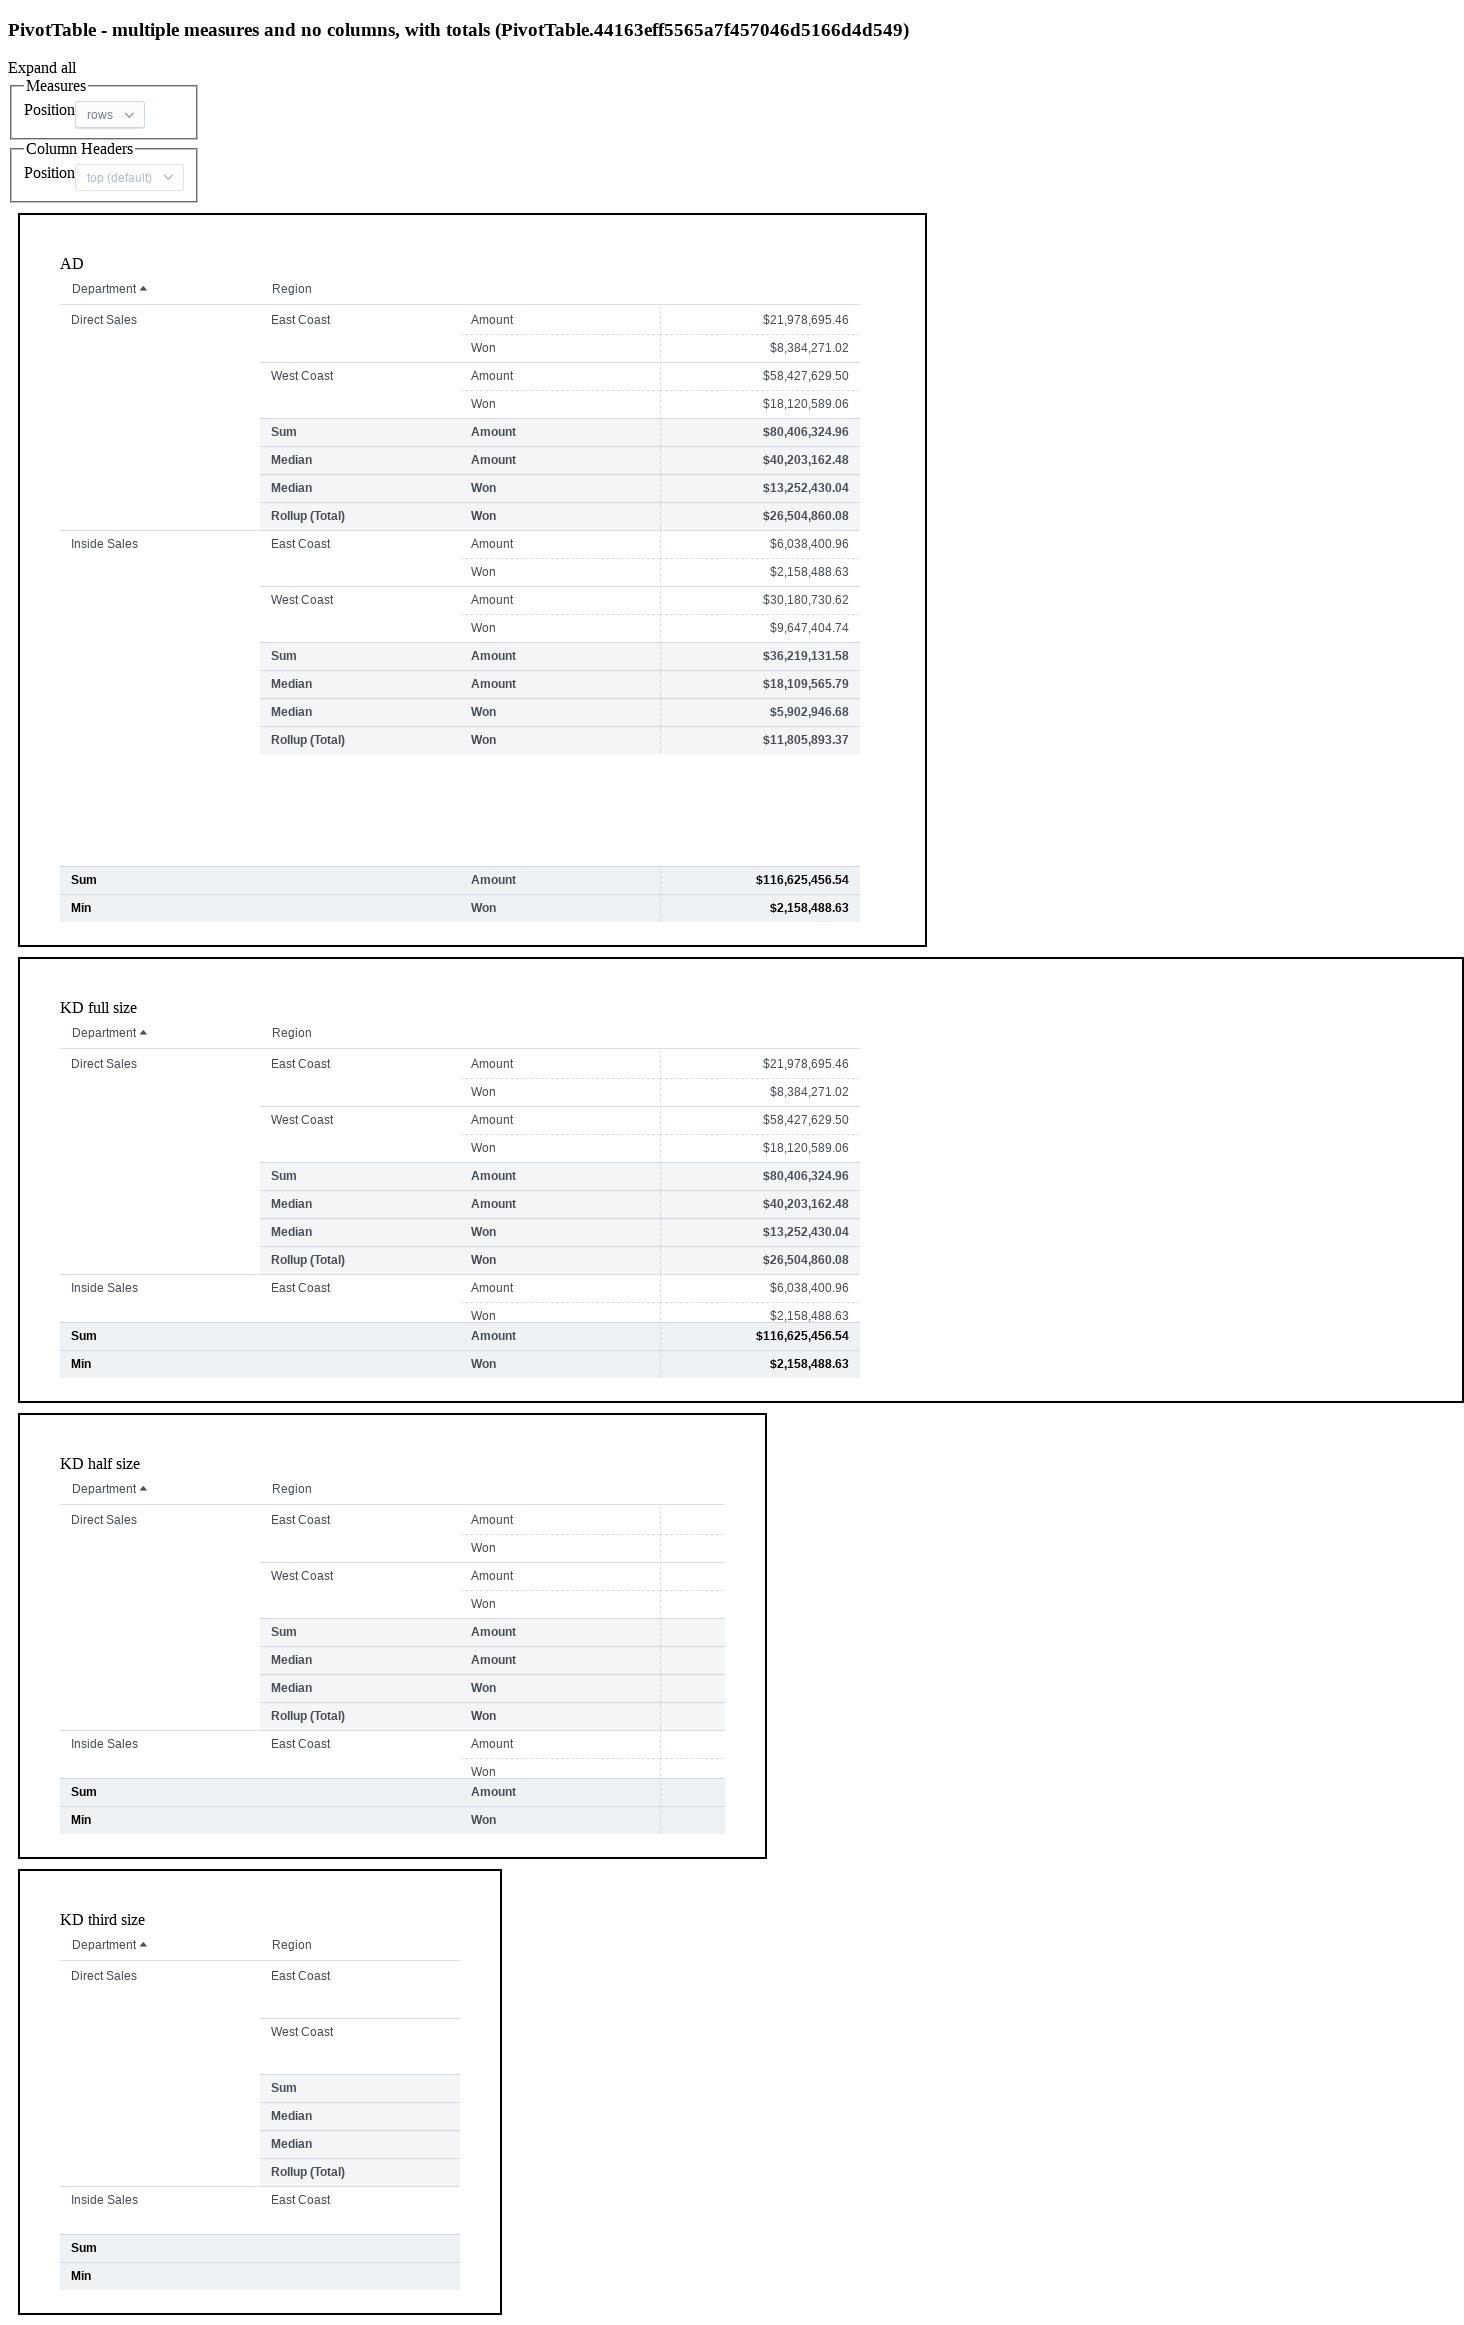 PivotTable - multiple measures and no columns, with totals (PivotTable.44163eff5565a7f457046d5166d4d549)
Expand all
Measures
Position rows
Column Headers
Position top (default)
AD
Department Region
Direct Sales East Coast Amount $21,978,695.46
Won $8,384,271.02
West Coast Amount $58,427,629.50
Won $18,120,589.06
Sum Amount $80,406,324.96
Median Amount $40,203,162.48
Median Won $13,252,430.04
Rollup (Total) Won $26,504,860.08
Inside Sales East Coast Amount $6,038,400.96
Won $2,158,488.63
West Coast Amount $30,180,730.62
Won $9,647,404.74
Sum Amount $36,219,131.58
Median Amount $18,109,565.79
Median Won $5,902,946.68
Rollup (Total) Won $11,805,893.37
Sum Amount $116,625,456.54
Min Won $2,158,488.63
KD full size
Department Region
Direct Sales East Coast Amount $21,978,695.46
Won $8,384,271.02
West Coast Amount $58,427,629.50
Won $18,120,589.06
Sum Amount $80,406,324.96
Median Amount $40,203,162.48
Median Won $13,252,430.04
Rollup (Total) Won $26,504,860.08
Inside Sales East Coast Amount $6,038,400.96
Won $2,158,488.63
Sum Amount $116,625,456.54
Min Won $2,158,488.63
KD half size
Department Region
Direct Sales East Coast Amount
Won
West Coast Amount
Won
Sum Amount
Median Amount
Median Won
Rollup (Total) Won
Inside Sales East Coast Amount
Won
Sum Amount
Min Won
KD third size
Department Region
Direct Sales East Coast
West Coast
Sum
Median
Median
Rollup (Total)
Inside Sales East Coast
Sum
Min